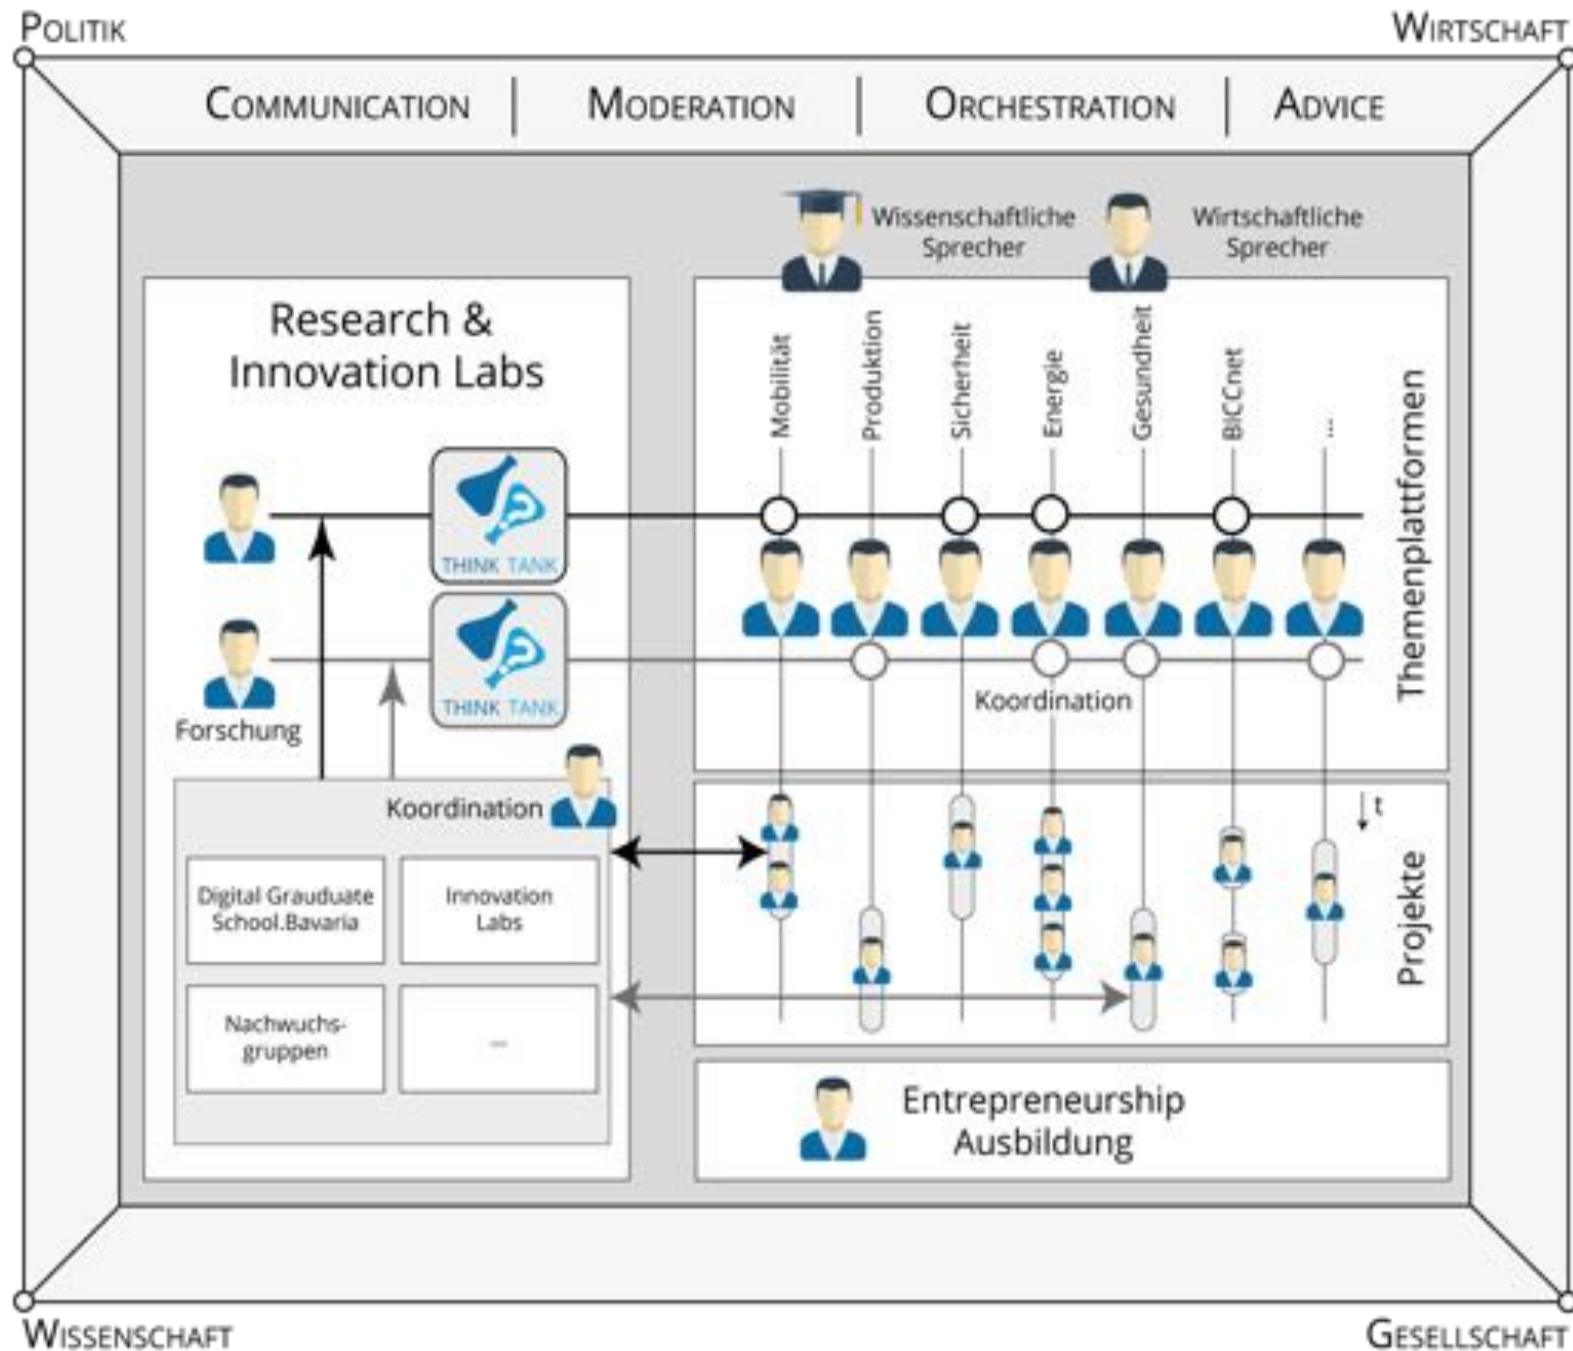 POLITIK
WIRTSCHAFT
COMMUNICATION | MODERATION | ORCHESTRATION | ADVICE
Wissenschaftliche
Sprecher
Wirtschaftliche
Sprecher
Research &
Innovation Labs
Mobilität
Produktion
Sicherheit
Energie
Gesundheit
BICCnet
...
Themenplattformen
THINK TANK
THINK TANK
Forschung
Koordination
Koordination
Digital Grauduate
School.Bavaria
Innovation
Labs
Nachwuchs-
gruppen
...
t
Projekte
Entrepreneurship
Ausbildung
WISSENSCHAFT
GESELLSCHAFT